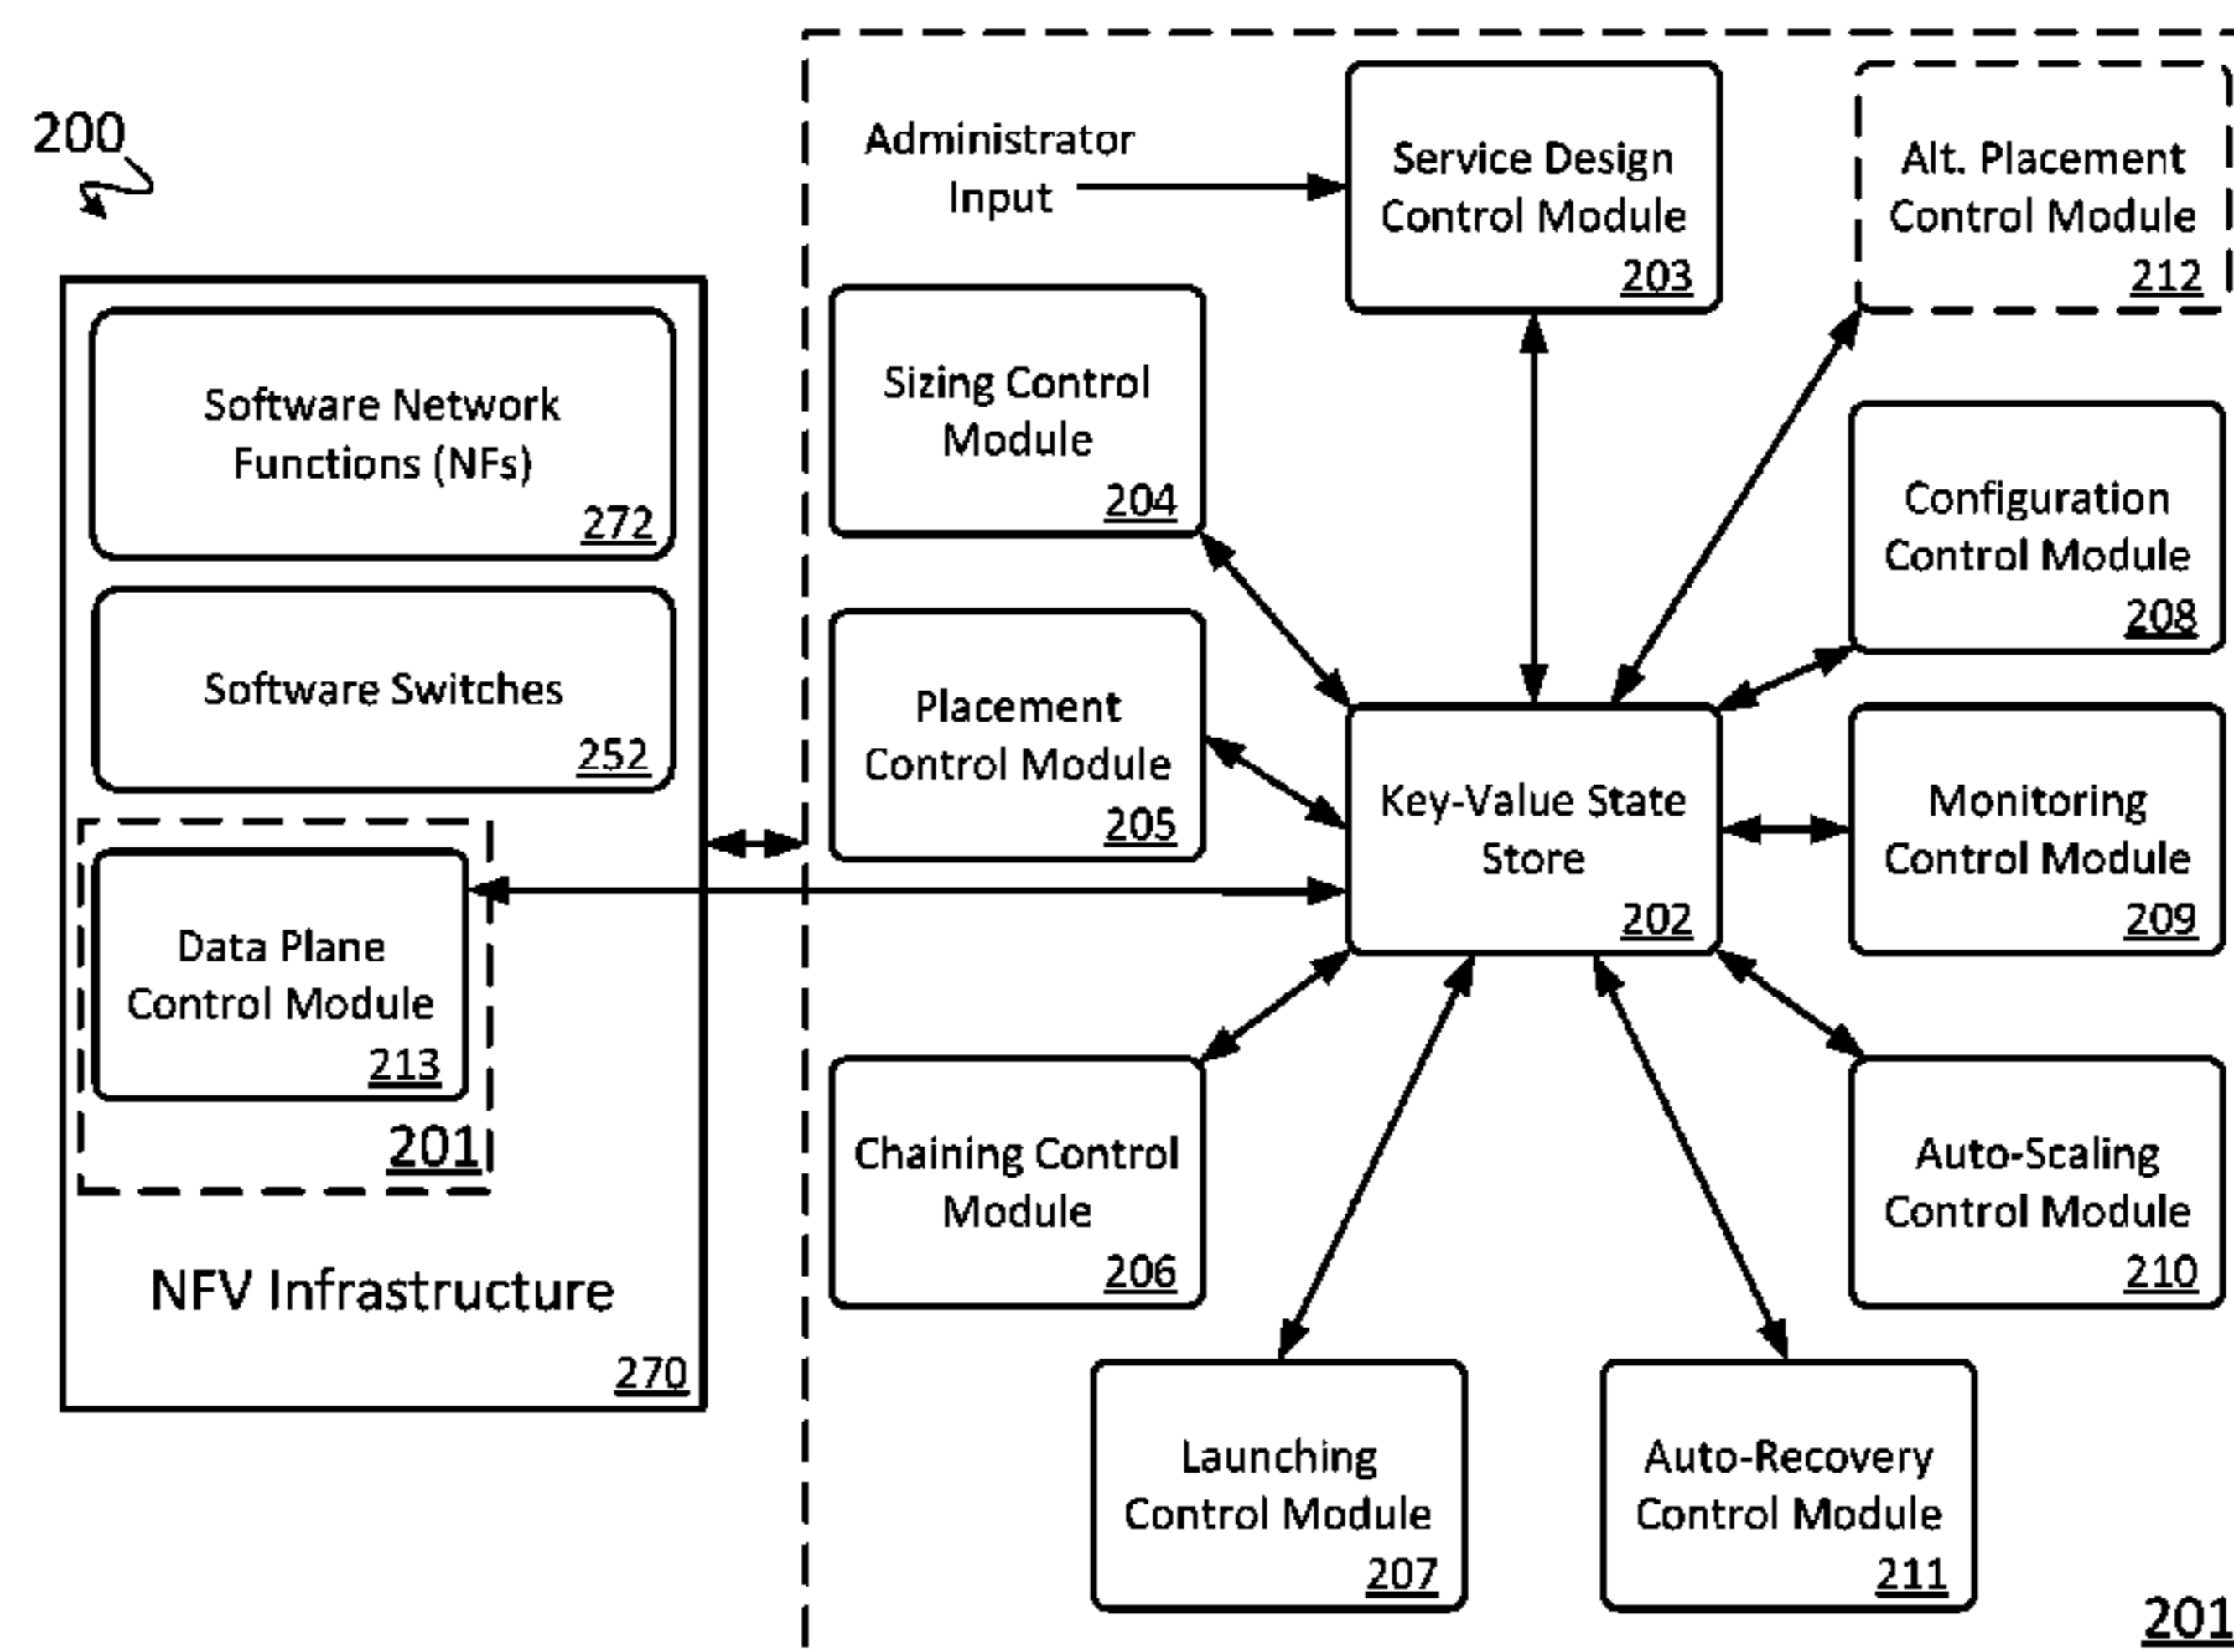 200
Administrator
Input
Service Design
Control Module
203
Alt. Placement
Control Module
212
Software Network
Functions (NFs)
272
Software Switches
252
Data Plane
Control Module
213
201
NFV Infrastructure
270
Sizing Control
Module
204
Placement
Control Module
205
Key-Value State
Store
202
Configuration
Control Module
208
Monitoring
Control Module
209
Chaining Control
Module
206
Auto-Scaling
Control Module
210
Launching
Control Module
207
Auto-Recovery
Control Module
211
201